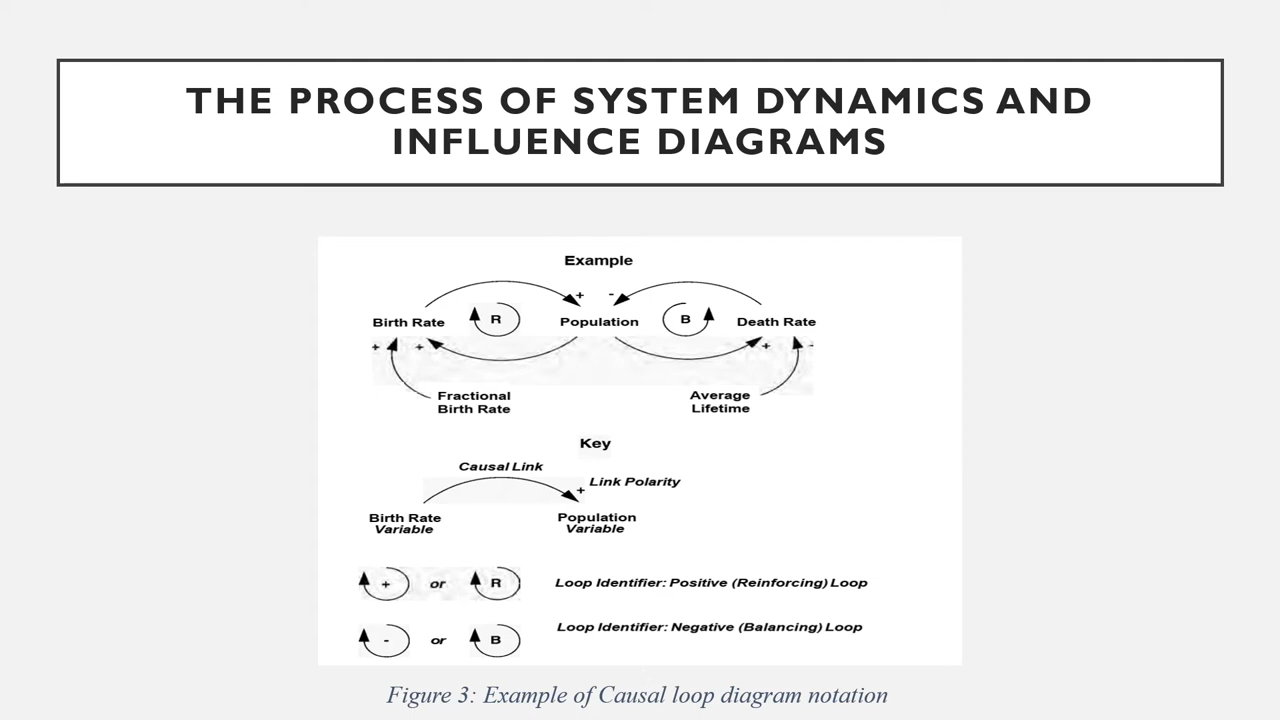 THE PROCESS OF SYSTEM DYNAMICS AND
INFLUENCE DIAGRAMS
Example
+ -
Birth Rate R Population B Death Rate
+ + + -
Fractional
Birth Rate
Average
Lifetime
Key
Causal Link
+ Link Polarity
Birth Rate
Variable
Population
Variable
+ or R Loop Identifier: Positive (Reinforcing) Loop
- or B Loop Identifier: Negative (Balancing) Loop
Figure 3: Example of Causal loop diagram notation